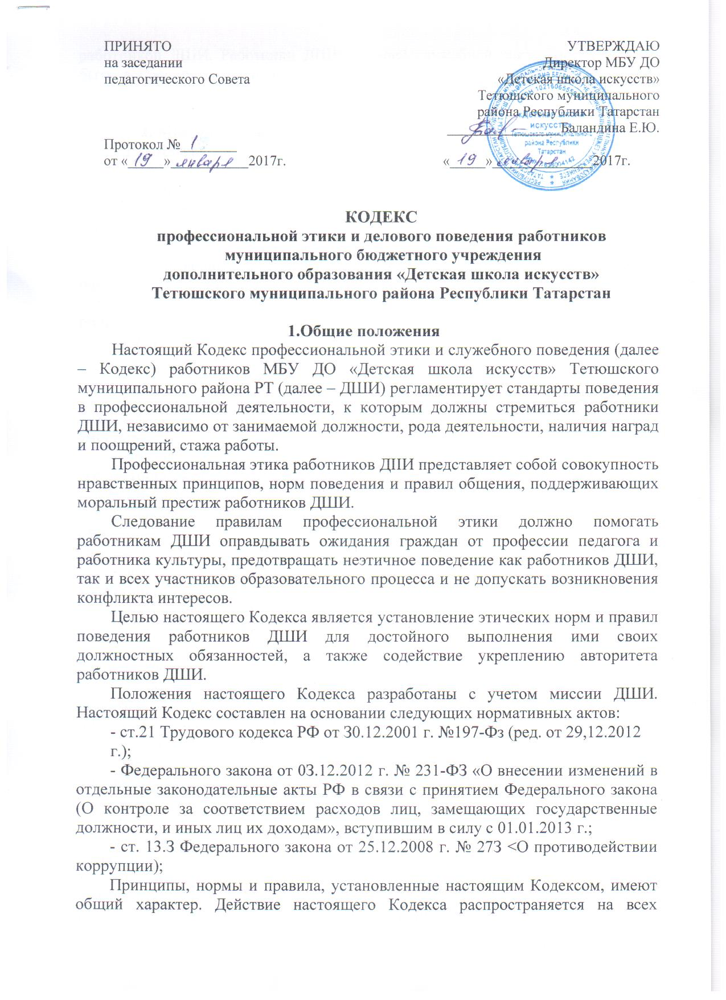 ПРИНЯТО
на заседании
педагогического Совета
Протокол № 1
от « 19 » января 2017г.
УТВЕРЖДАЮ
Директор МБУ ДО
«Детская школа искусств»
Тетюшского муниципального
района Республики Татарстан
Баландина Е.Ю.
« 19 » января 2017г.
«Детская школа
искусств»
Тетюшского муниципального
района Республики
Татарстан
КОДЕКС
профессиональной этики и делового поведения работников
муниципального бюджетного учреждения
дополнительного образования «Детская школа искусств»
Тетюшского муниципального района Республики Татарстан
1.Общие положения
Настоящий Кодекс профессиональной этики и служебного поведения (далее
– Кодекс) работников МБУ ДО «Детская школа искусств» Тетюшского
муниципального района РТ (далее – ДШИ) регламентирует стандарты поведения
в профессиональной деятельности, к которым должны стремиться работники
ДШИ, независимо от занимаемой должности, рода деятельности, наличия наград
и поощрений, стажа работы.
Профессиональная этика работников ДПИ представляет собой совокупность
нравственных принципов, норм поведения и правил общения, поддерживающих
моральный престиж работников ДШИ.
Следование правилам профессиональной этики должно помогать
работникам ДШИ оправдывать ожидания граждан от профессии педагога и
работника культуры, предотвращать неэтичное поведение как работников ДШИ,
так и всех участников образовательного процесса и не допускать возникновения
конфликта интересов.
Целью настоящего Кодекса является установление этических норм и правил
поведения работников ДШИ для достойного выполнения ими своих
должностных обязанностей, а также содействие укреплению авторитета
работников ДШИ.
Положения настоящего Кодекса разработаны с учетом миссии ДШИ.
Настоящий Кодекс составлен на основании следующих нормативных актов:
- ст.21 Трудового кодекса РФ от З0.12.2001 г. №197-Фз (ред. от 29,12.2012
г.);
- Федерального закона от 0З.12.2012 г. № 231-ФЗ «О внесении изменений в
отдельные законодательные акты РФ в связи с принятием Федерального закона
(О контроле за соответствием расходов лиц, замещающих государственные
должности, и иных лиц их доходам», вступившим в силу с 01.01.2013 г.;
- ст. 13.З Федерального закона от 25.12.2008 г. № 27З <О противодействии
коррупции);
Принципы, нормы и правила, установленные настоящим Кодексом, имеют
общий характер. Действие настоящего Кодекса распространяется на всех